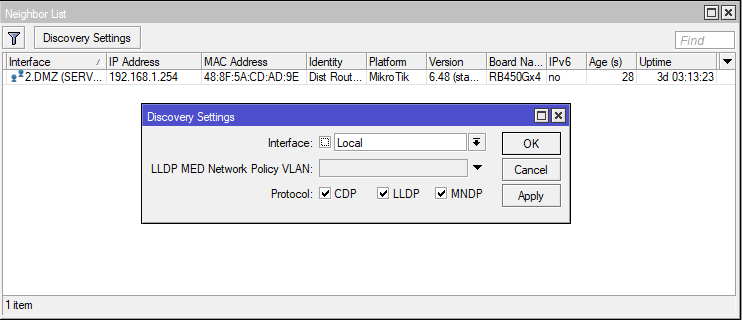 Neighbor List
Discovery Settings
Find
Interface / IP Address MAC Address Identity Platform Version Board Na... IPv6 Age (s) Uptime
2.DMZ (SERV... 192.168.1.254 48:8F:5A:CD:AD:9E Dist Rout... MikroTik 6.48 (sta... RB450Gx4 no 28 3d 03:13:23
Discovery Settings
Interface: Local OK
LLDP MED Network Policy VLAN: Cancel
Protocol: CDP LLDP MNDP Apply
1 item